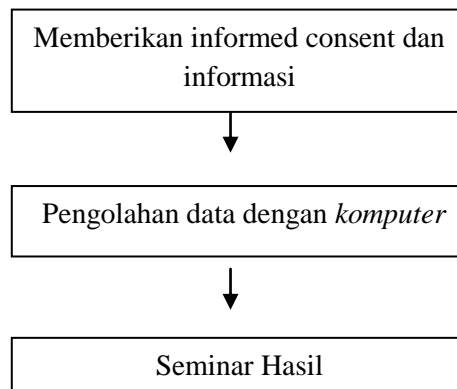 Memberikan informed consent dan
informasi
Pengolahan data dengan komputer
Seminar Hasil